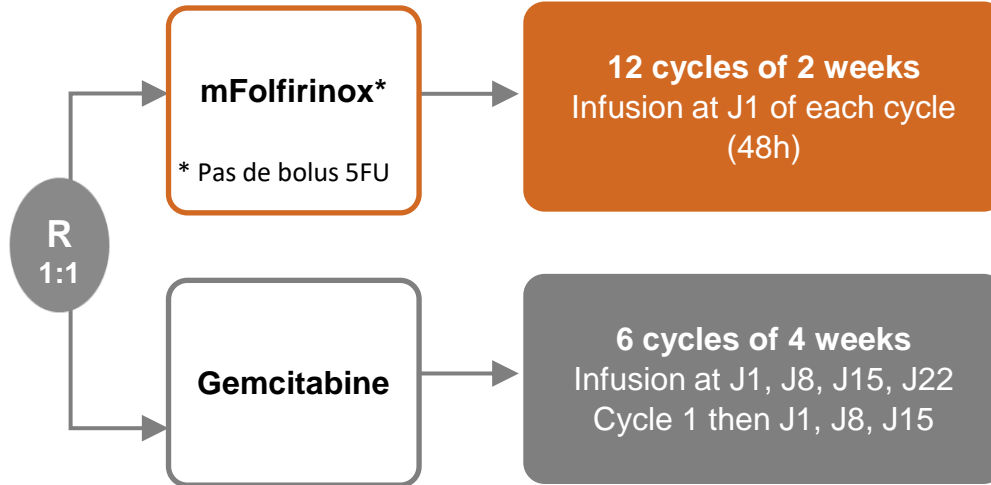 R
1:1
mFolfirinox*
* Pas de bolus 5FU
12 cycles of 2 weeks
Infusion at J1 of each cycle
(48h)
Gemcitabine
6 cycles of 4 weeks
Infusion at J1, J8, J15, J22
Cycle 1 then J1, J8, J15